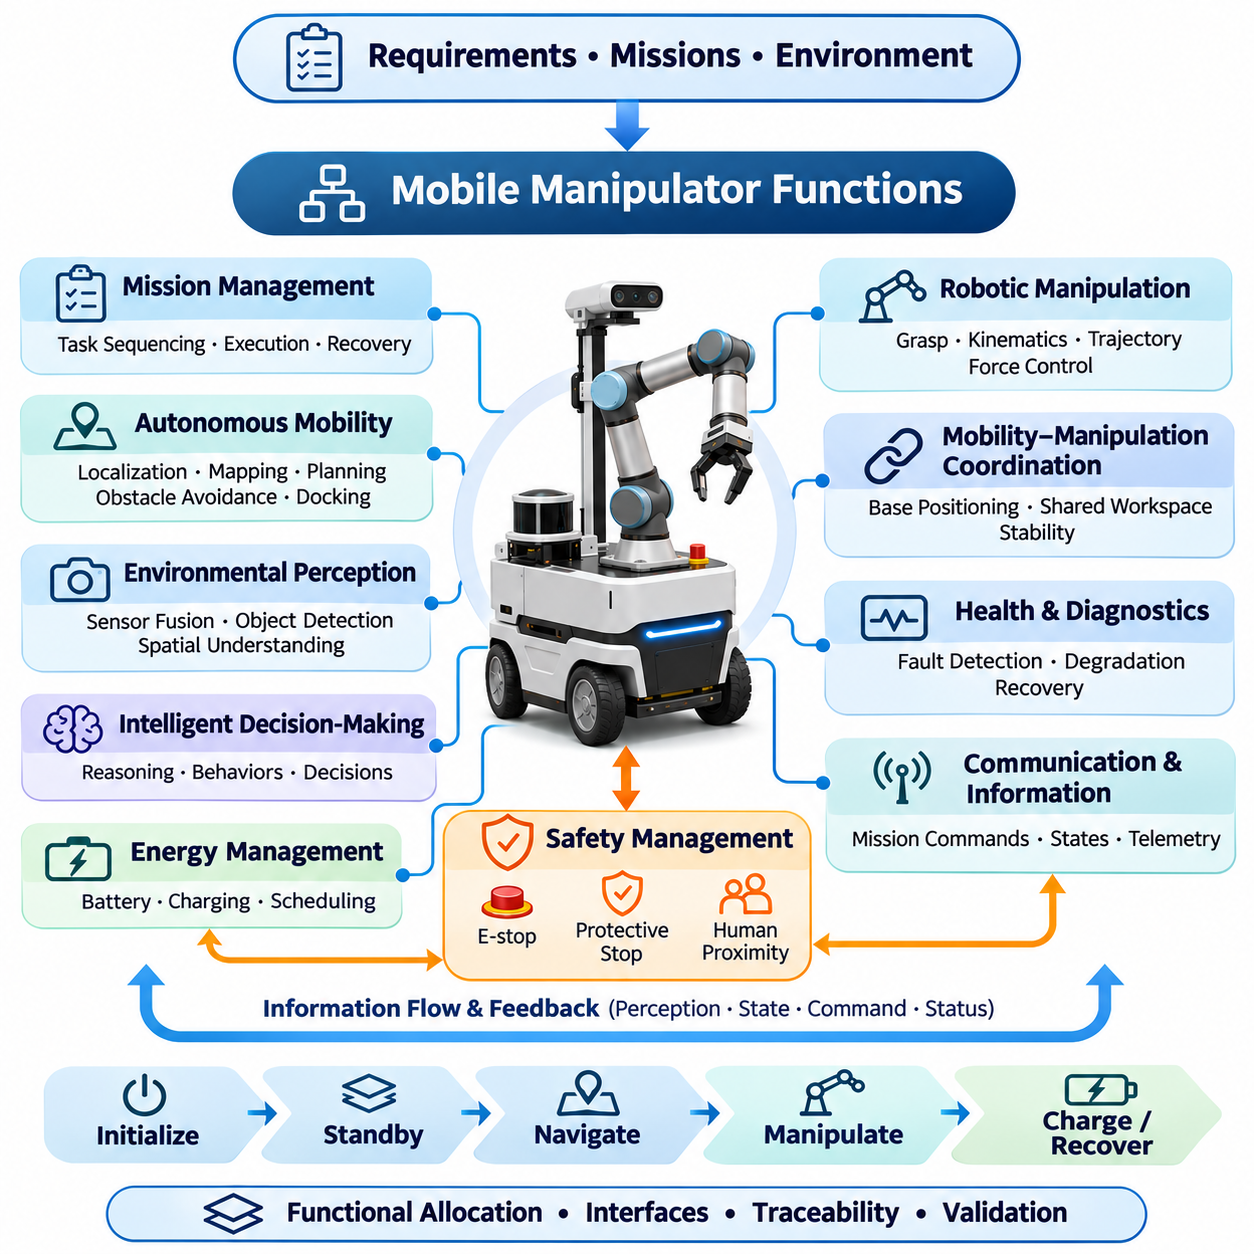 Requirements • Missions • Environment
Mobile Manipulator Functions
Mission Management
Task Sequencing · Execution · Recovery
Autonomous Mobility
Localization · Mapping · Planning
Obstacle Avoidance · Docking
Environmental Perception
Sensor Fusion · Object Detection
Spatial Understanding
Intelligent Decision-Making
Reasoning · Behaviors · Decisions
Energy Management
Battery · Charging · Scheduling
Robotic Manipulation
Grasp · Kinematics · Trajectory
Force Control
Mobility–Manipulation
Coordination
Base Positioning · Shared Workspace
Stability
Health & Diagnostics
Fault Detection · Degradation
Recovery
Communication &
Information
Mission Commands · States · Telemetry
Safety Management
E-stop
Protective
Stop
Human
Proximity
Information Flow & Feedback (Perception · State · Command · Status)
Initialize
Standby
Navigate
Manipulate
Charge /
Recover
Functional Allocation • Interfaces • Traceability • Validation